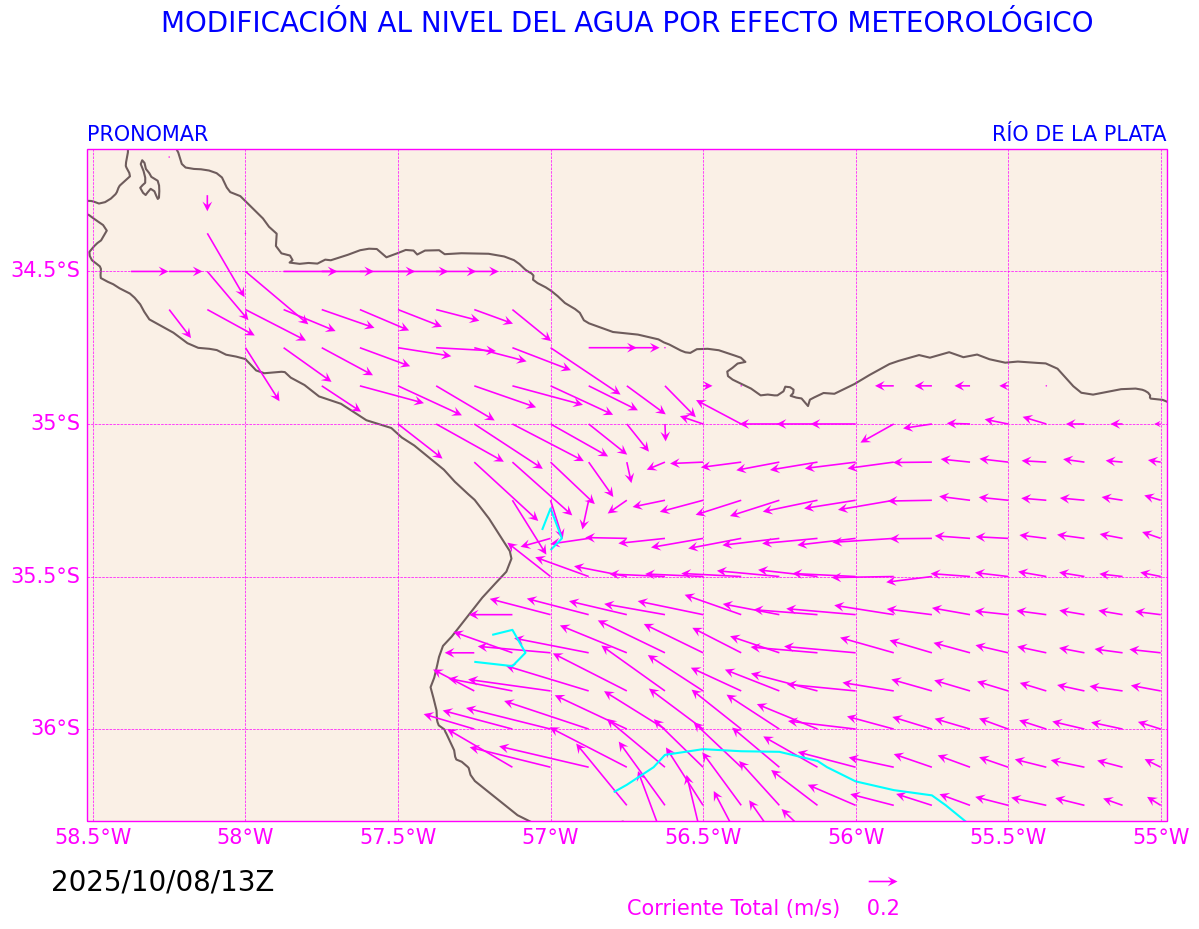 MODIFICACIÓN AL NIVEL DEL AGUA POR EFECTO METEOROLÓGICO
PRONOMAR RÍO DE LA PLATA
34.5°S
35°S
35.5°S
36°S
58.5°W 58°W 57.5°W 57°W 56.5°W 56°W 55.5°W 55°W
2025/10/08/13Z
Corriente Total (m/s) 0.2